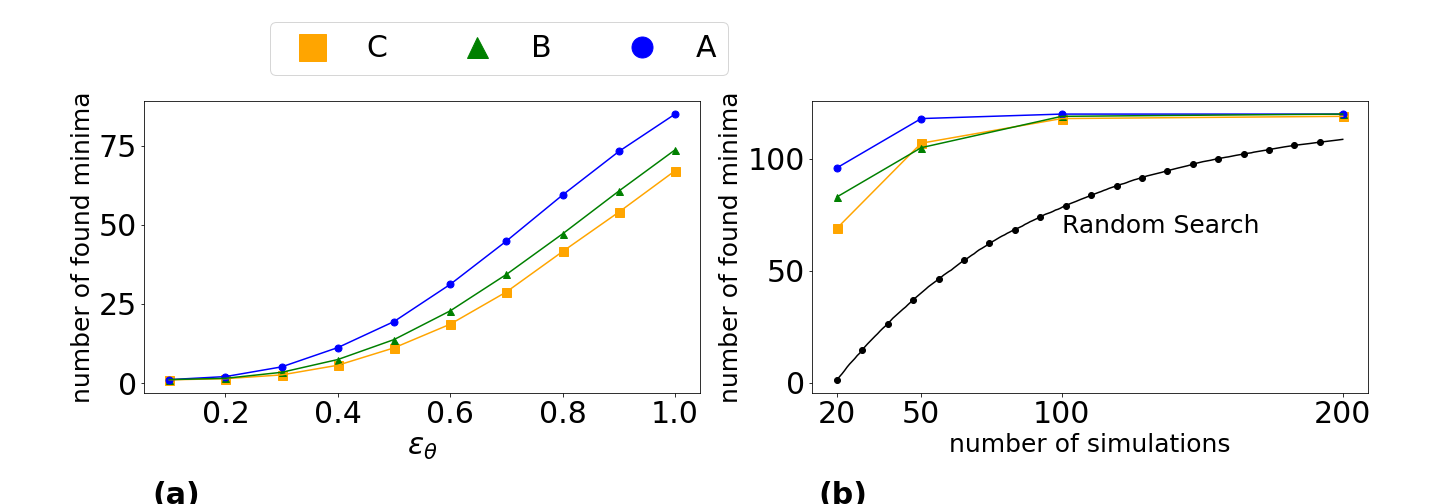 C B A
number of found minima
75
50
25
0
0.2 0.4 0.6 0.8 1.0
εθ
(a)
number of found minima
100
50
0
Random Search
20 50 100 200
number of simulations
(b)